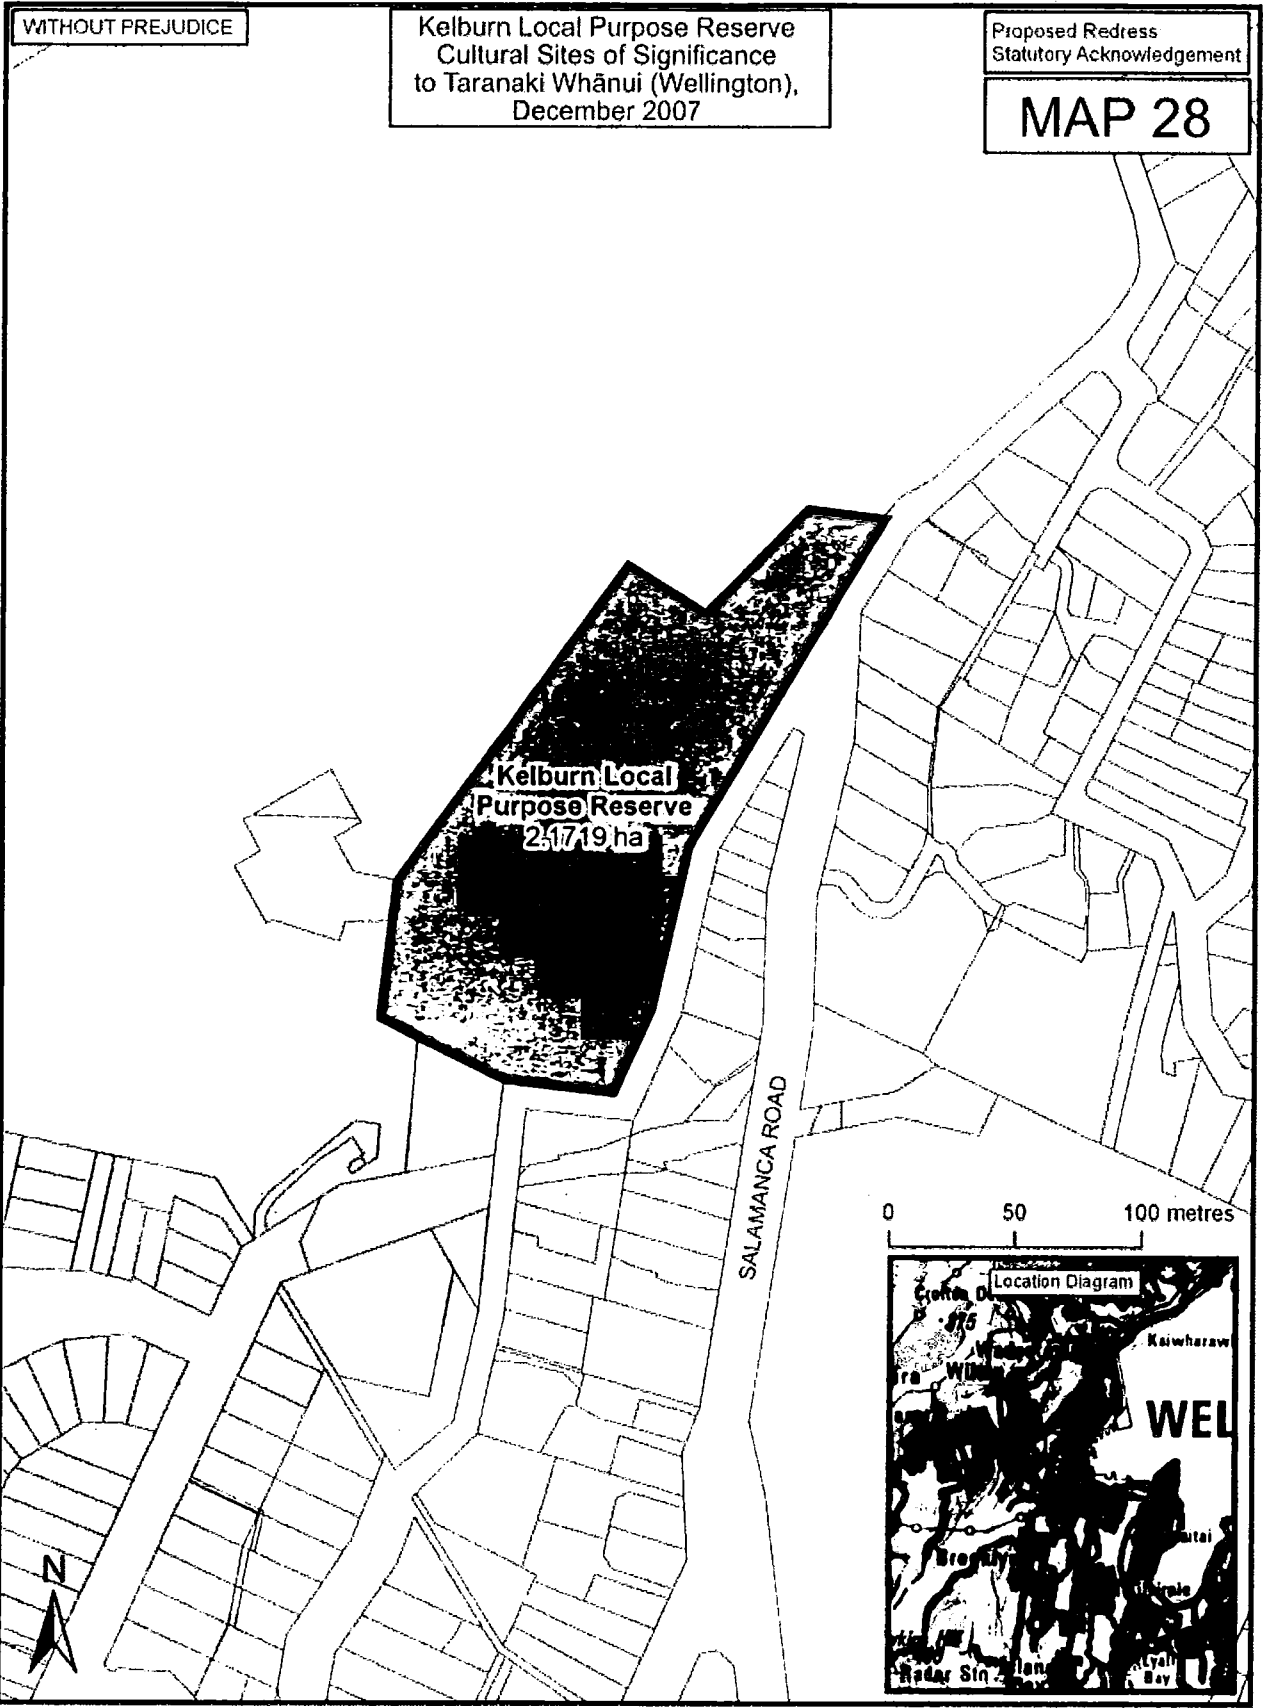 WITHOUT PREJUDICE
Kelburn Local Purpose Reserve
Cultural Sites of Significance
to Taranaki Whānui (Wellington),
December 2007
Proposed Redress
Statutory Acknowledgement
MAP 28
Kelburn Local
Purpose Reserve
2.1719 ha
SALAMANCA ROAD
0 50 100 metres
Location Diagram
Kaiwharaw
WEL
Radar Stn
Lyall
Bay
N